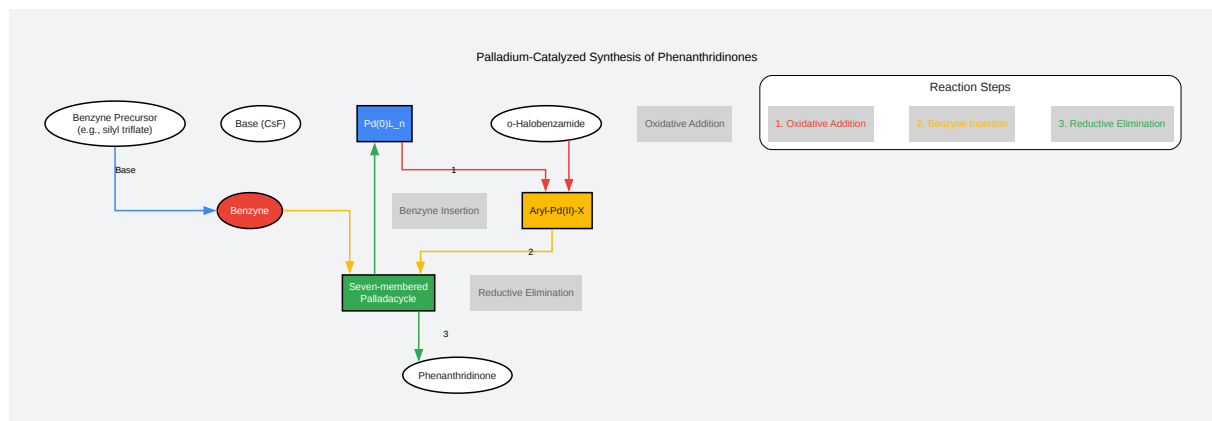 Palladium-Catalyzed Synthesis of Phenanthridinones
Reaction Steps
Benzyne Precursor
(e.g., silyl triflate)
Base (CsF)
Pd(0)L_n
o-Halobenzamide
Oxidative Addition
1. Oxidative Addition
2. Benzyne Insertion
3. Reductive Elimination
Base
1
Benzyne
Benzyne Insertion
Aryl-Pd(II)-X
2
Seven-membered
Palladacycle
Reductive Elimination
3
Phenanthridinone